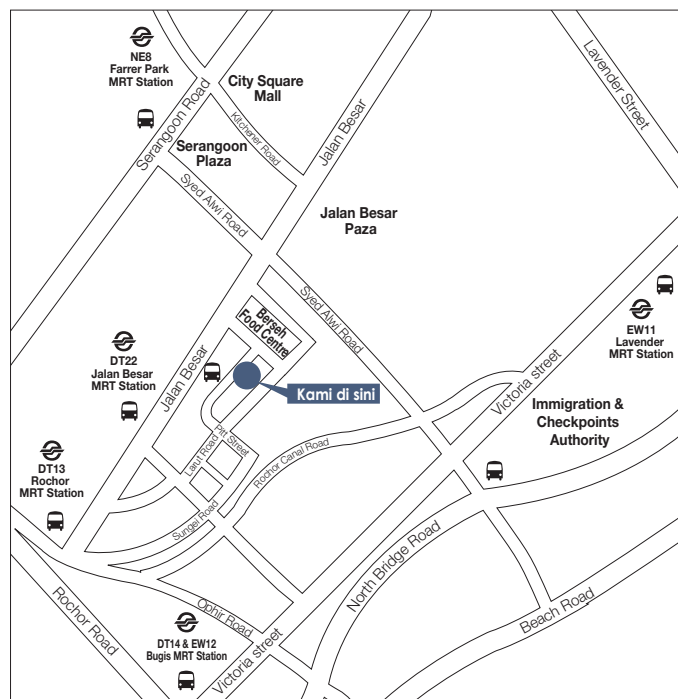 NE8
Farrer Park
MRT Station
City Square
Mall
Lavender Street
Serangoon Road
Kitchener Road
Jalan Besar
Serangoon
Plaza
Syed Alwi Road
Jalan Besar
Paza
Berseh
Food Centre
Syed Alwi Road
EW11
Lavender
MRT Station
DT22
Jalan Besar
MRT Station
Jalan Besar
Kami di sini
Victoria street
Immigration &
Checkpoints
Authority
Pitt Street
Larut Road
Rochor Canal Road
DT13
Rochor
MRT Station
Sungei Road
North Bridge Road
Rochor Road
Ophir Road
Beach Road
DT14 & EW12
Bugis MRT Station
Victoria street